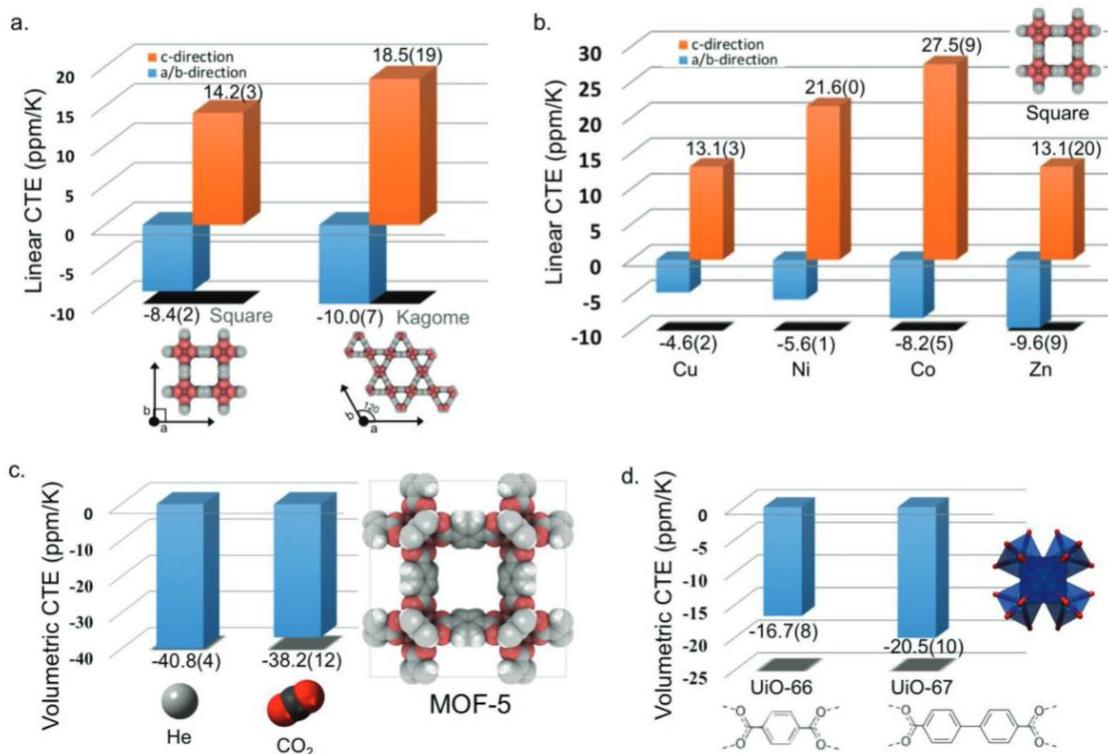 a.
c-direction
a/b-direction
Linear CTE (ppm/K)
20
15
10
5
0
-5
-10
14.2(3)
18.5(19)
-8.4(2)
Square
-10.0(7)
Kagome
b
a
b
120
a
b.
c-direction
a/b-direction
Linear CTE (ppm/K)
30
25
20
15
10
5
0
-5
-10
13.1(3)
21.6(0)
27.5(9)
13.1(20)
Square
-4.6(2)
-5.6(1)
-8.2(5)
-9.6(9)
Cu
Ni
Co
Zn
c.
Volumetric CTE (ppm/K)
0
-10
-20
-30
-40
-40.8(4)
-38.2(12)
He
CO2
MOF-5
d.
Volumetric CTE (ppm/K)
0
-5
-10
-15
-20
-25
-16.7(8)
-20.5(10)
UiO-66
UiO-67
O
O
O
O
O
O
O
O